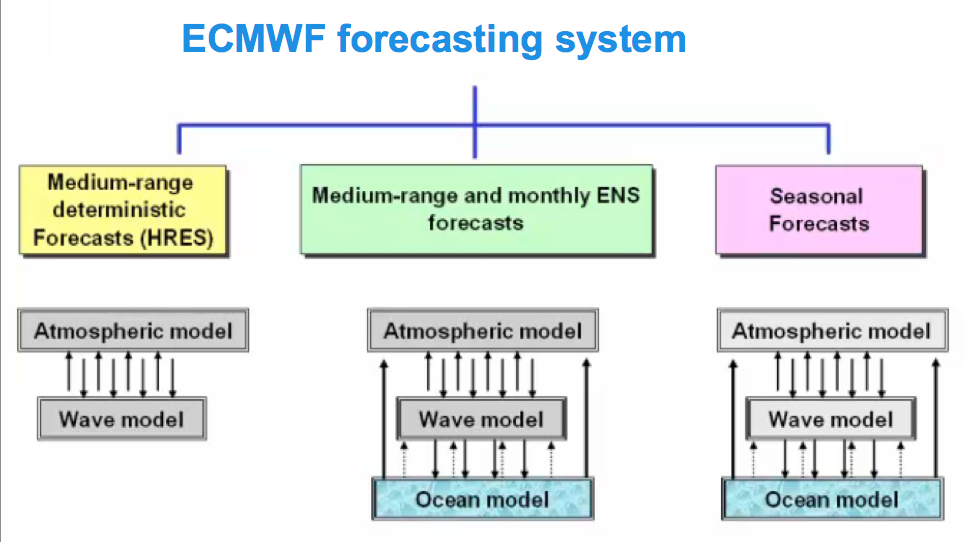 ECMWF forecasting system
Medium-range
deterministic
Forecasts (HRES)
Medium-range and monthly ENS
forecasts
Seasonal
Forecasts
Atmospheric model
Wave model
Atmospheric model
Wave model
Ocean model
Atmospheric model
Wave model
Ocean model